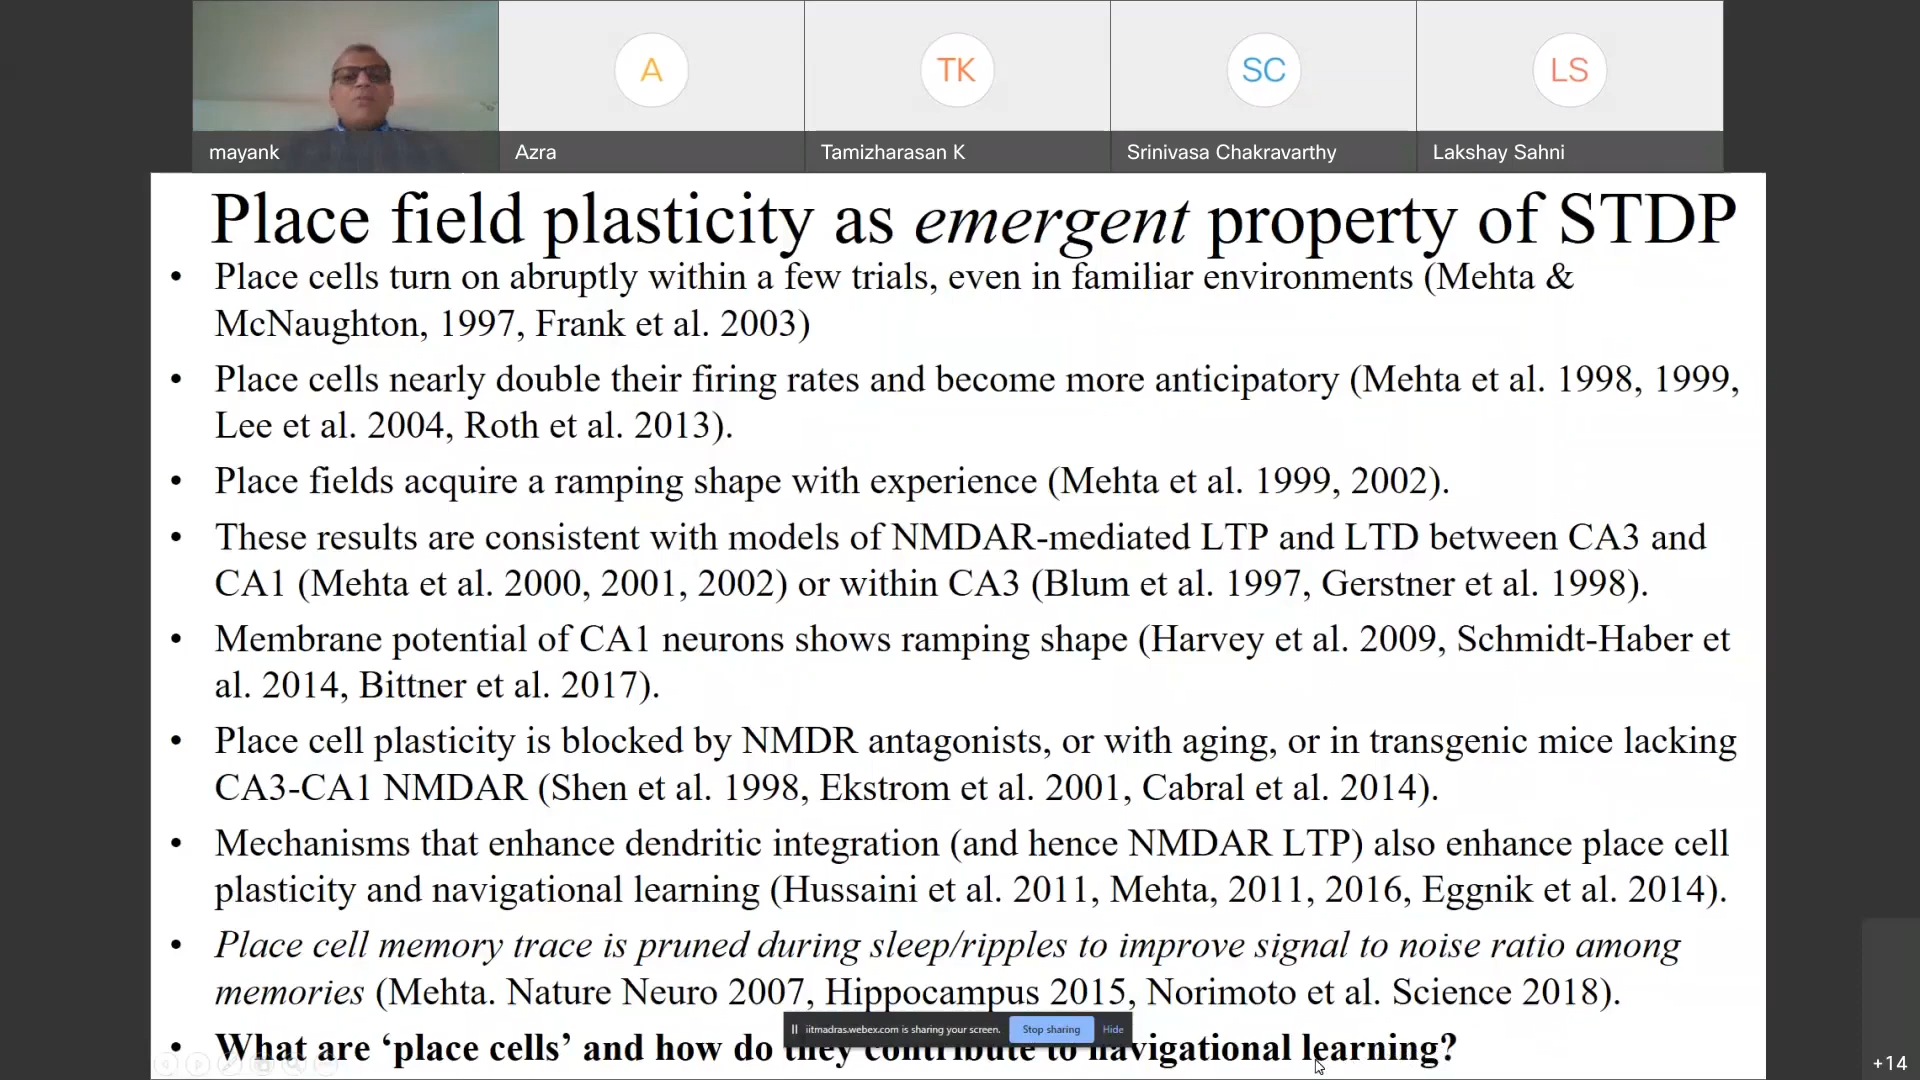 A
TK
SC
LS
mayank
Azra
Tamizharasan K
Srinivasa Chakravarthy
Lakshay Sahni
Place field plasticity as emergent property of STDP
• Place cells turn on abruptly within a few trials, even in familiar environments (Mehta &
McNaughton, 1997, Frank et al. 2003)
• Place cells nearly double their firing rates and become more anticipatory (Mehta et al. 1998, 1999,
Lee et al. 2004, Roth et al. 2013).
• Place fields acquire a ramping shape with experience (Mehta et al. 1999, 2002).
• These results are consistent with models of NMDAR-mediated LTP and LTD between CA3 and
CA1 (Mehta et al. 2000, 2001, 2002) or within CA3 (Blum et al. 1997, Gerstner et al. 1998).
• Membrane potential of CA1 neurons shows ramping shape (Harvey et al. 2009, Schmidt-Haber et
al. 2014, Bittner et al. 2017).
• Place cell plasticity is blocked by NMDR antagonists, or with aging, or in transgenic mice lacking
CA3-CA1 NMDAR (Shen et al. 1998, Ekstrom et al. 2001, Cabral et al. 2014).
• Mechanisms that enhance dendritic integration (and hence NMDAR LTP) also enhance place cell
plasticity and navigational learning (Hussaini et al. 2011, Mehta, 2011, 2016, Eggnik et al. 2014).
• Place cell memory trace is pruned during sleep/ripples to improve signal to noise ratio among
memories (Mehta. Nature Neuro 2007, Hippocampus 2015, Norimoto et al. Science 2018).
iitmadras.webex.com is sharing your screen. Stop sharing Hide
• What are ‘place cells’ and how do they contribute to navigational learning?
+14